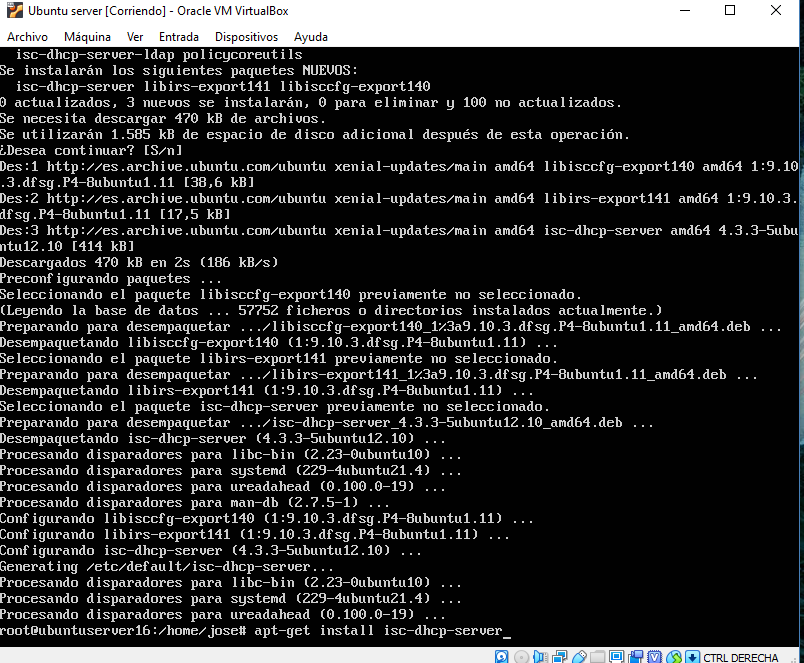 Ubuntu server [Corriendo] - Oracle VM VirtualBox
Archivo Máquina Ver Entrada Dispositivos Ayuda
isc-dhcp-server-ldap policycoreutils
Se instalarán los siguientes paquetes NUEVOS:
isc-dhcp-server libirs-export141 libisccfg-export140
0 actualizados, 3 nuevos se instalarán, 0 para eliminar y 100 no actualizados.
Se necesita descargar 470 kB de archivos.
Se utilizarán 1.585 kB de espacio de disco adicional después de esta operación.
¿Desea continuar? [S/n]
Des:1 http://es.archive.ubuntu.com/ubuntu xenial-updates/main amd64 libisccfg-export140 amd64 1:9.10
.3.dfsg.P4-8ubuntu1.11 [38,6 kB]
Des:2 http://es.archive.ubuntu.com/ubuntu xenial-updates/main amd64 libirs-export141 amd64 1:9.10.3.
dfsg.P4-8ubuntu1.11 [17,5 kB]
Des:3 http://es.archive.ubuntu.com/ubuntu xenial-updates/main amd64 isc-dhcp-server amd64 4.3.3-5ubu
ntu12.10 [414 kB]
Descargados 470 kB en 2s (186 kB/s)
Preconfigurando paquetes ...
Seleccionando el paquete libisccfg-export140 previamente no seleccionado.
(Leyendo la base de datos ... 57752 ficheros o directorios instalados actualmente.)
Preparando para desempaquetar .../libisccfg-export140_1%3a9.10.3.dfsg.P4-8ubuntu1.11_amd64.deb ...
Desempaquetando libisccfg-export140 (1:9.10.3.dfsg.P4-8ubuntu1.11) ...
Seleccionando el paquete libirs-export141 previamente no seleccionado.
Preparando para desempaquetar .../libirs-export141_1%3a9.10.3.dfsg.P4-8ubuntu1.11_amd64.deb ...
Desempaquetando libirs-export141 (1:9.10.3.dfsg.P4-8ubuntu1.11) ...
Seleccionando el paquete isc-dhcp-server previamente no seleccionado.
Preparando para desempaquetar .../isc-dhcp-server_4.3.3-5ubuntu12.10_amd64.deb ...
Desempaquetando isc-dhcp-server (4.3.3-5ubuntu12.10) ...
Procesando disparadores para libc-bin (2.23-0ubuntu10) ...
Procesando disparadores para systemd (229-4ubuntu21.4) ...
Procesando disparadores para ureadahead (0.100.0-19) ...
Procesando disparadores para man-db (2.7.5-1) ...
Configurando libisccfg-export140 (1:9.10.3.dfsg.P4-8ubuntu1.11) ...
Configurando libirs-export141 (1:9.10.3.dfsg.P4-8ubuntu1.11) ...
Configurando isc-dhcp-server (4.3.3-5ubuntu12.10) ...
Generating /etc/default/isc-dhcp-server...
Procesando disparadores para libc-bin (2.23-0ubuntu10) ...
Procesando disparadores para systemd (229-4ubuntu21.4) ...
Procesando disparadores para ureadahead (0.100.0-19) ...
root@ubuntuserver16:/home/jose# apt-get install isc-dhcp-server_
CTRL DERECHA